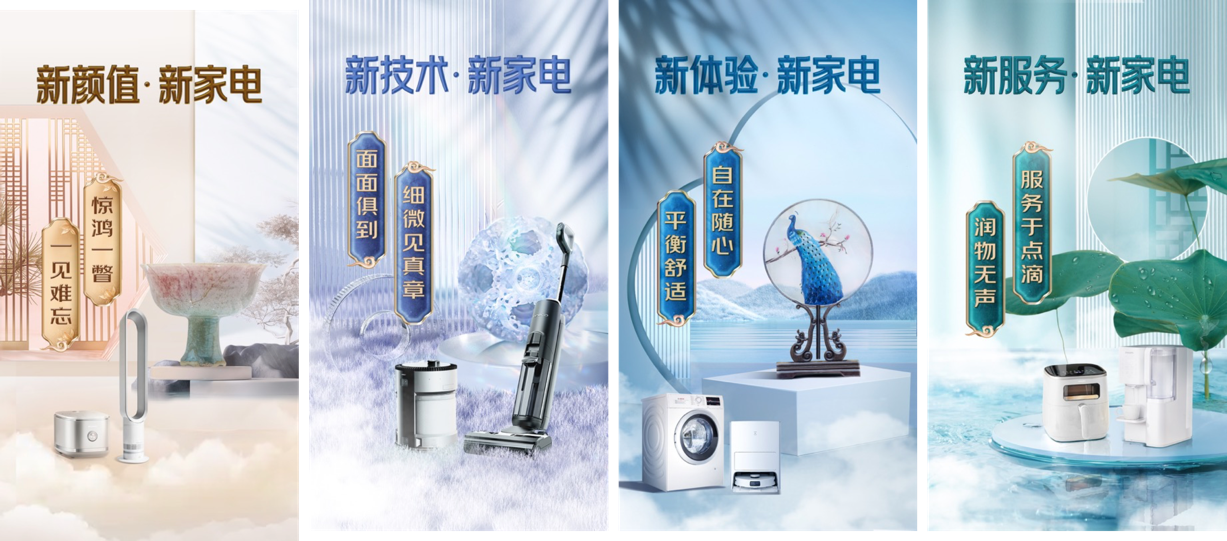 新颜值·新家电
惊鸿一瞥
一见难忘
新技术·新家电
面面俱到
细微见真章
新体验·新家电
自在随心
平衡舒适
新服务·新家电
服务于点滴
润物无声